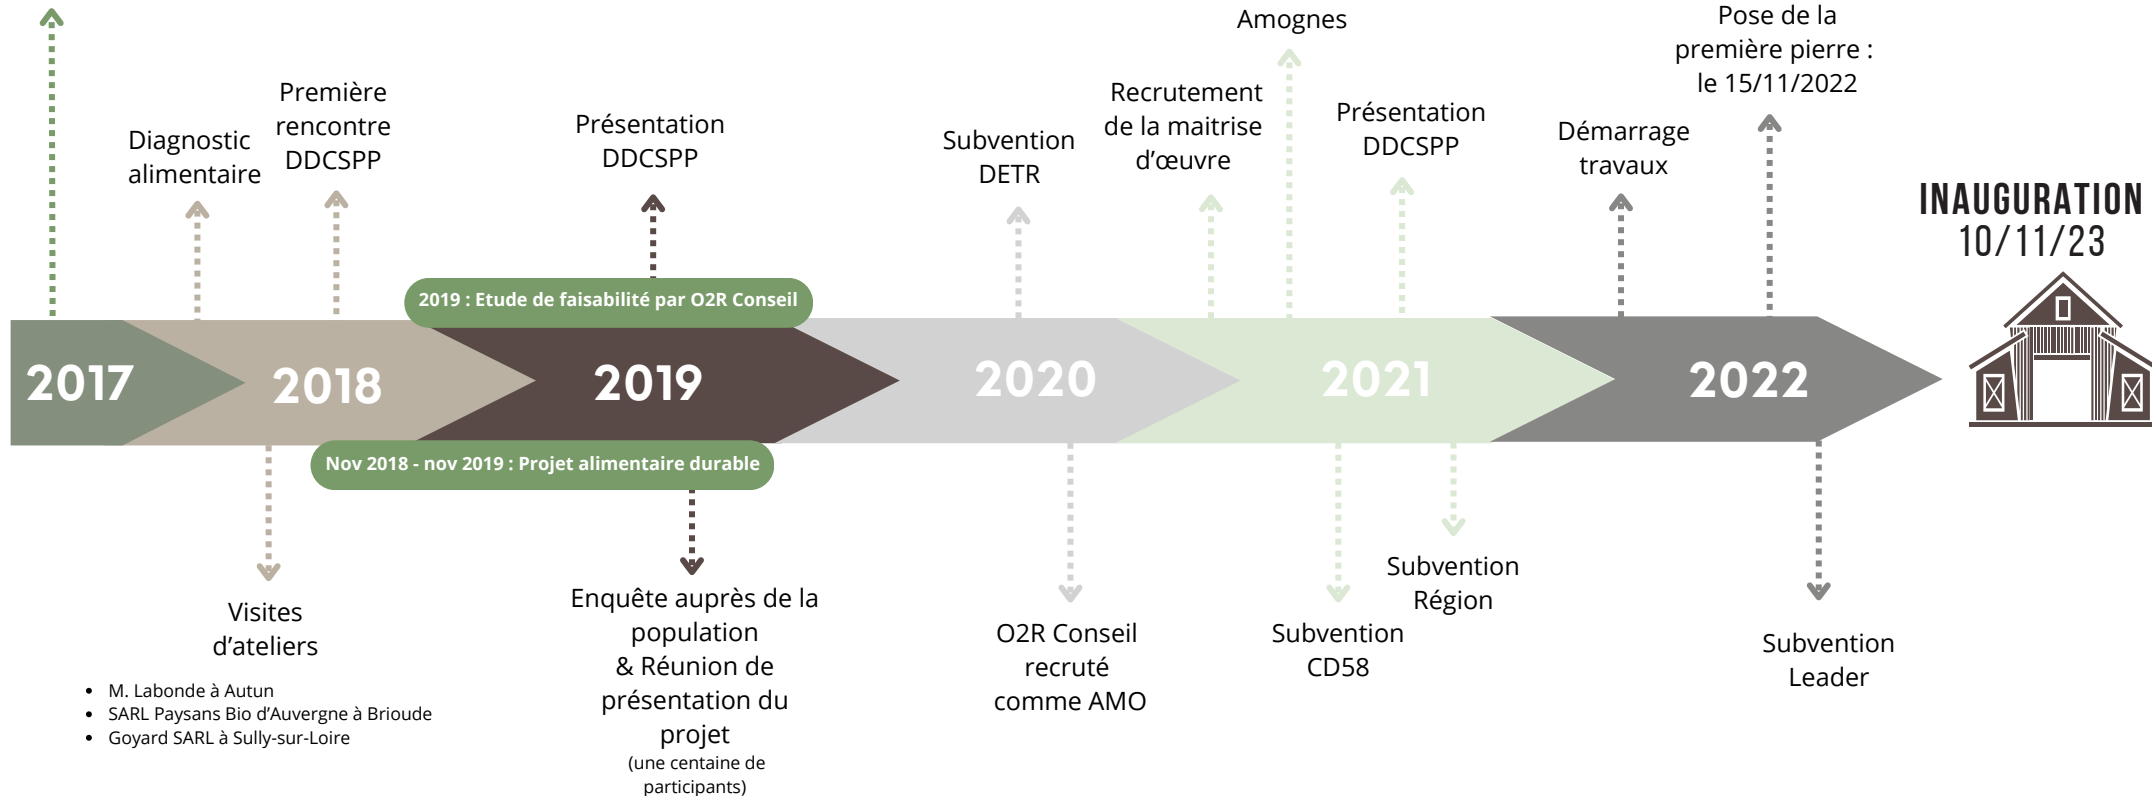 Amognes
Pose de la
première pierre :
le 15/11/2022
Première
rencontre
DDCSPP
Recrutement
de la maitrise
d'œuvre
Présentation
DDCSPP
Présentation
DDCSPP
Démarrage
travaux
Diagnostic
alimentaire
Subvention
DETR
INAUGURATION
10/11/23
2019 : Etude de faisabilité par O2R Conseil
2017
2018
2019
2020
2021
2022
Nov 2018 - nov 2019 : Projet alimentaire durable
Visites
d'ateliers
• M. Labonde à Autun
• SARL Paysans Bio d'Auvergne à Brioude
• Goyard SARL à Sully-sur-Loire
Enquête auprès de la
population
& Réunion de
présentation du
projet
(une centaine de
participants)
O2R Conseil
recruté
comme AMO
Subvention
CD58
Subvention
Région
Subvention
Leader